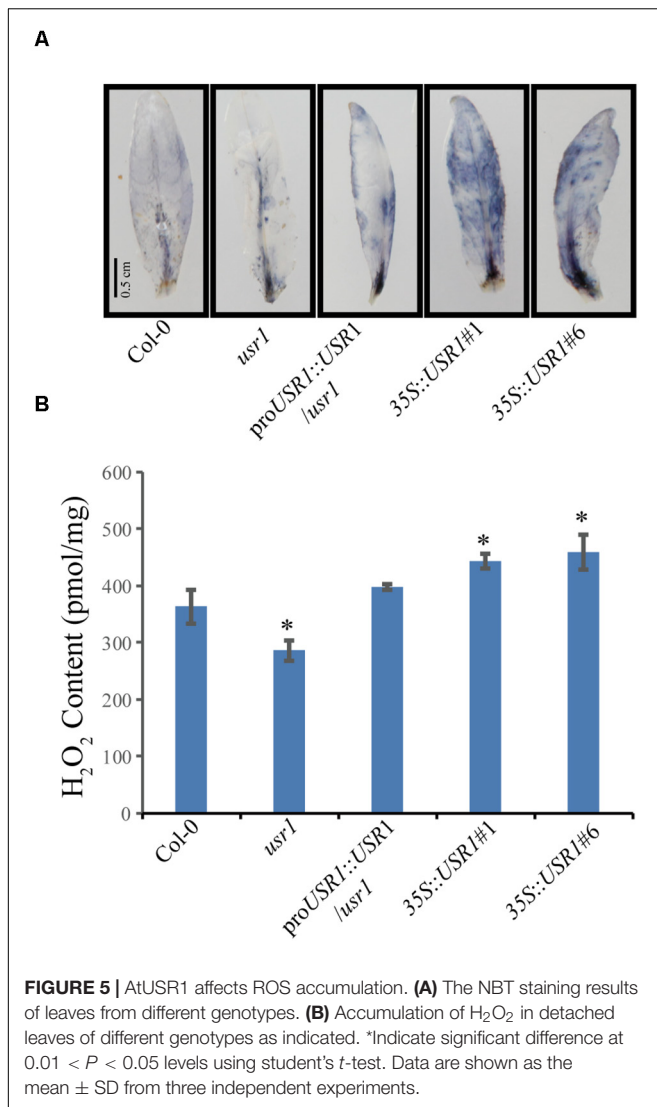 A
0.5 cm
Col-0
usr1
proUSR1::USR1
/usr1
35S::USR1#1
35S::USR1#6
B
H₂O₂ Content (pmol/mg)
600
500
400
300
200
100
0
*
*
*
Col-0
usr1
proUSR1::USR1
/usr1
35S::USR1#1
35S::USR1#6
FIGURE 5 | AtUSR1 affects ROS accumulation. (A) The NBT staining results
of leaves from different genotypes. (B) Accumulation of H₂O₂ in detached
leaves of different genotypes as indicated. *Indicate significant difference at
0.01 < P < 0.05 levels using student's t-test. Data are shown as the
mean ± SD from three independent experiments.